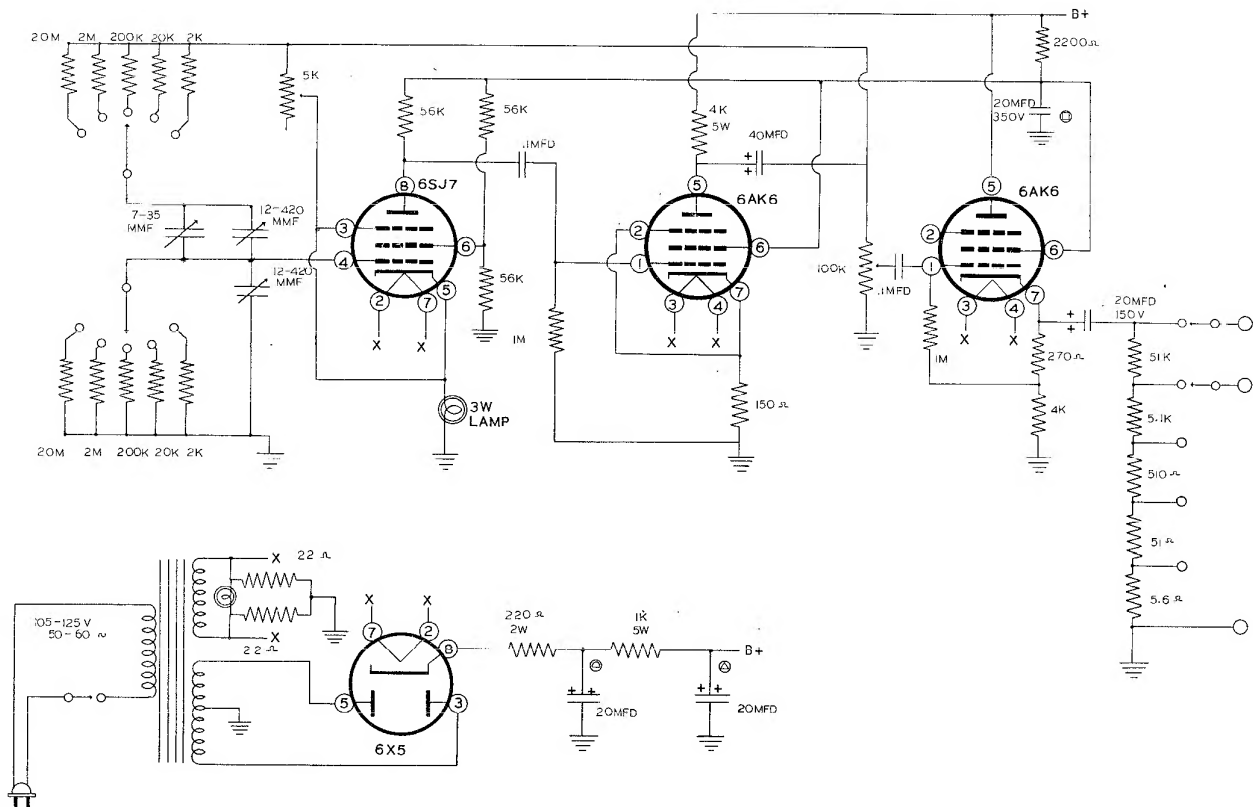 20M 2M 200K 20K 2K
5K
56K
56K
.1MFD
4K
5W
40MFD
B+
2200Ω
20MFD
350V
7-35
MMF
12-420
MMF
12-420
MMF
8
6SJ7
3
4
6
2
7
5
X
X
56K
1M
3W
LAMP
5
6AK6
2
1
6
3
4
7
X
X
150Ω
100K
.1MFD
5
6AK6
2
1
6
3
4
7
X
X
1M
270Ω
4K
20MFD
150V
51K
5.1K
510Ω
51Ω
5.6Ω
20M 2M 200K 20K 2K
105-125V
50-60~
X
22Ω
X
22Ω
X
X
7
2
8
5
3
6X5
220Ω
2W
1K
5W
B+
20MFD
20MFD